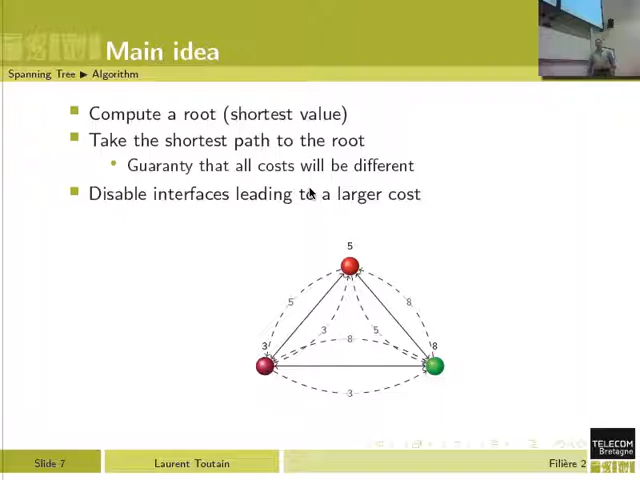 Main idea
Spanning Tree ▶ Algorithm
Compute a root (shortest value)
Take the shortest path to the root
Guaranty that all costs will be different
Disable interfaces leading to a larger cost
5
5
8
3
5
3
8
8
3
TELECOM
Bretagne
Slide 7
Laurent Toutain
Filière 2